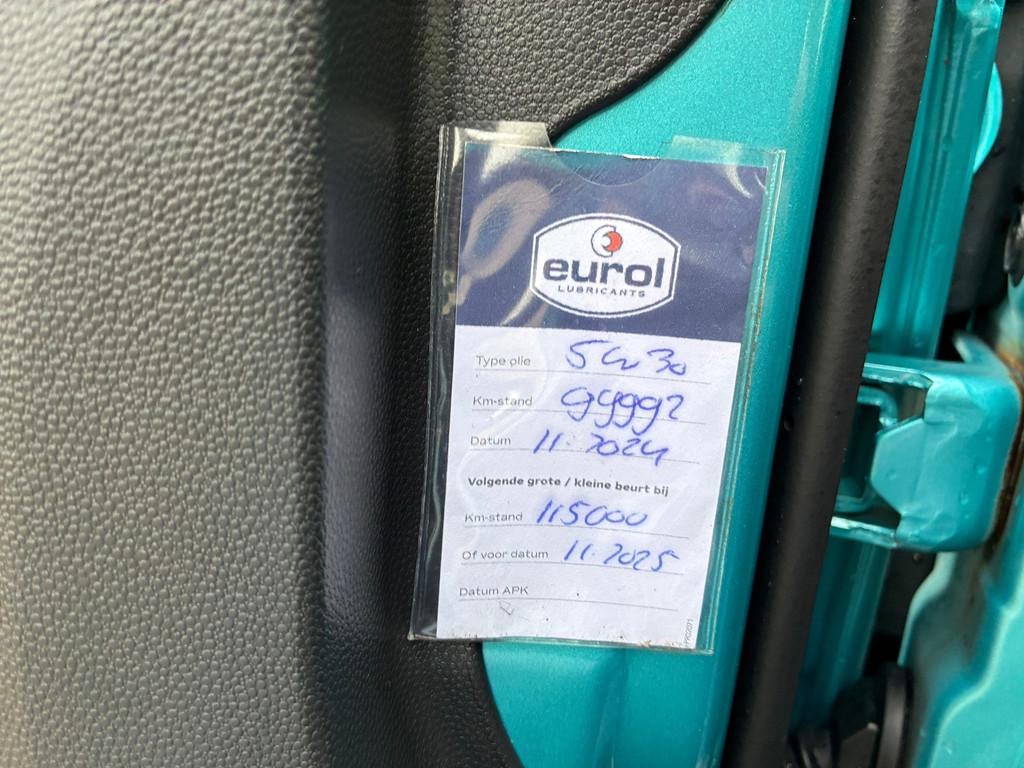 eurol
LUBRICANTS
Type olie 5w30
Km-stand 99992
Datum 11.2024
Volgende grote / kleine beurt bij
Km-stand 115000
Of voor datum 11.2025
Datum APK